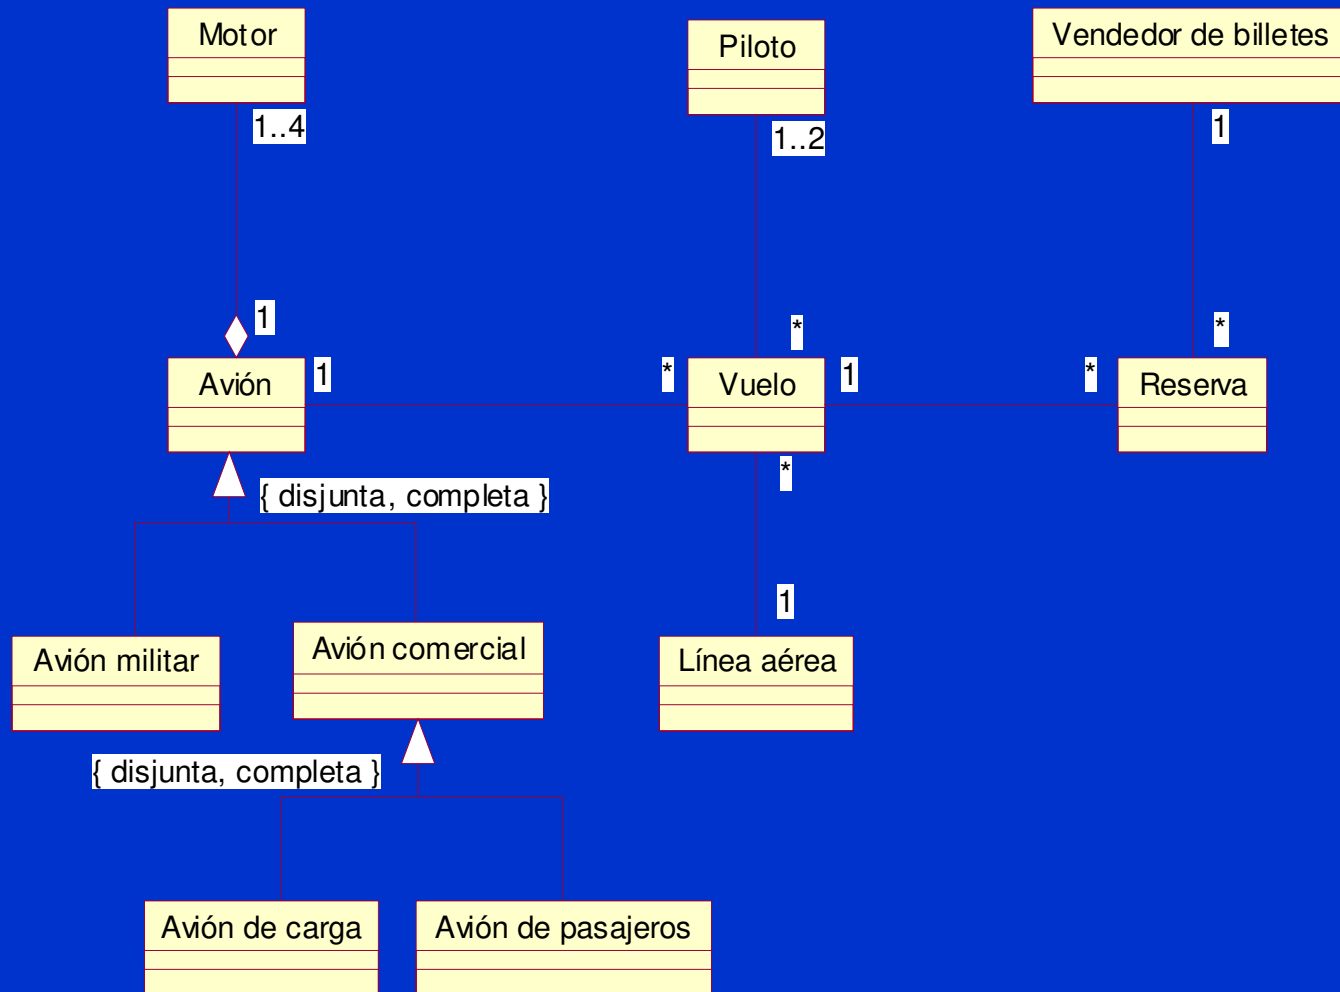 Motor
Piloto
Vendedor de billetes
1..4
1..2
1
1
*
*
Avión
1
*
Vuelo
1
*
Reserva
*
{ disjunta, completa }
1
Avión militar
Avión comercial
Línea aérea
{ disjunta, completa }
Avión de carga
Avión de pasajeros